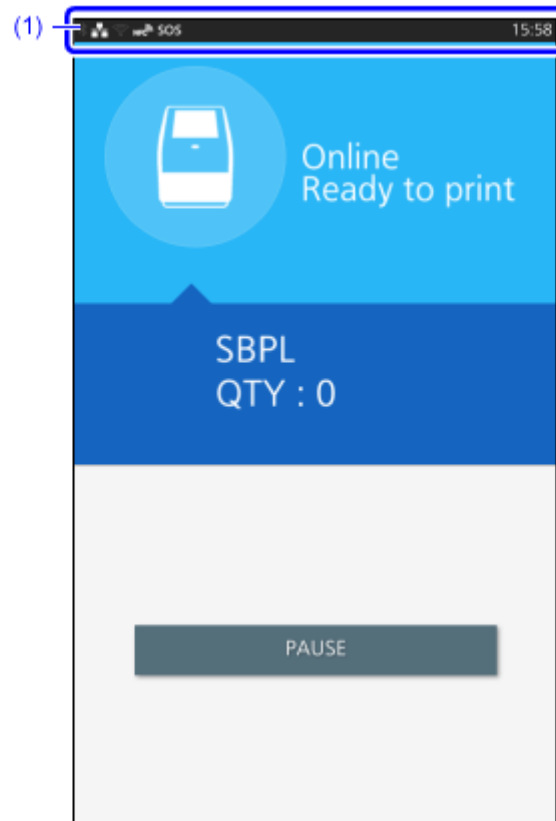 (1)
SOS 15:58
Online
Ready to print
SBPL
QTY : 0
PAUSE